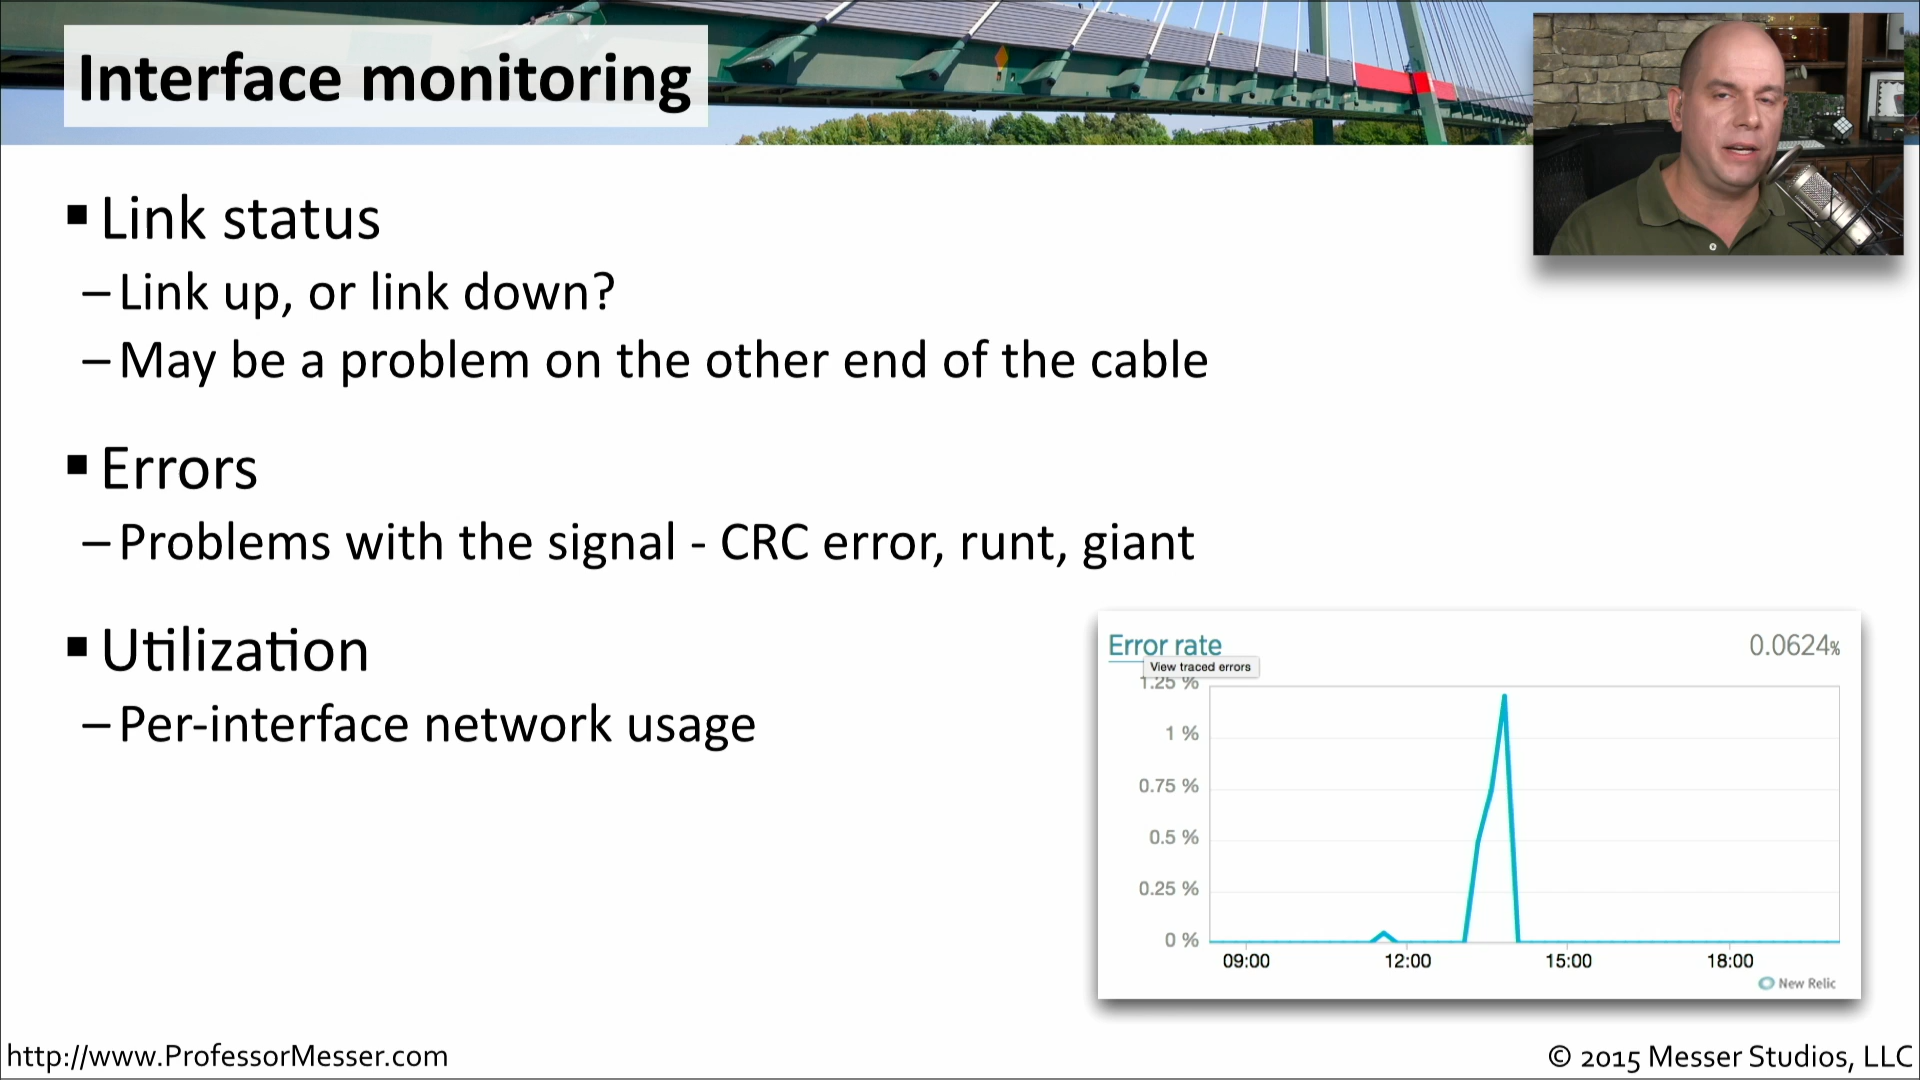 Interface monitoring
▪ Link status
– Link up, or link down?
– May be a problem on the other end of the cable
▪ Errors
– Problems with the signal - CRC error, runt, giant
▪ Utilization
– Per-interface network usage
Error rate
0.0624%
View traced errors
1.25 %
1 %
0.75 %
0.5 %
0.25 %
0 %
09:00 12:00 15:00 18:00
New Relic
http://www.ProfessorMesser.com
© 2015 Messer Studios, LLC